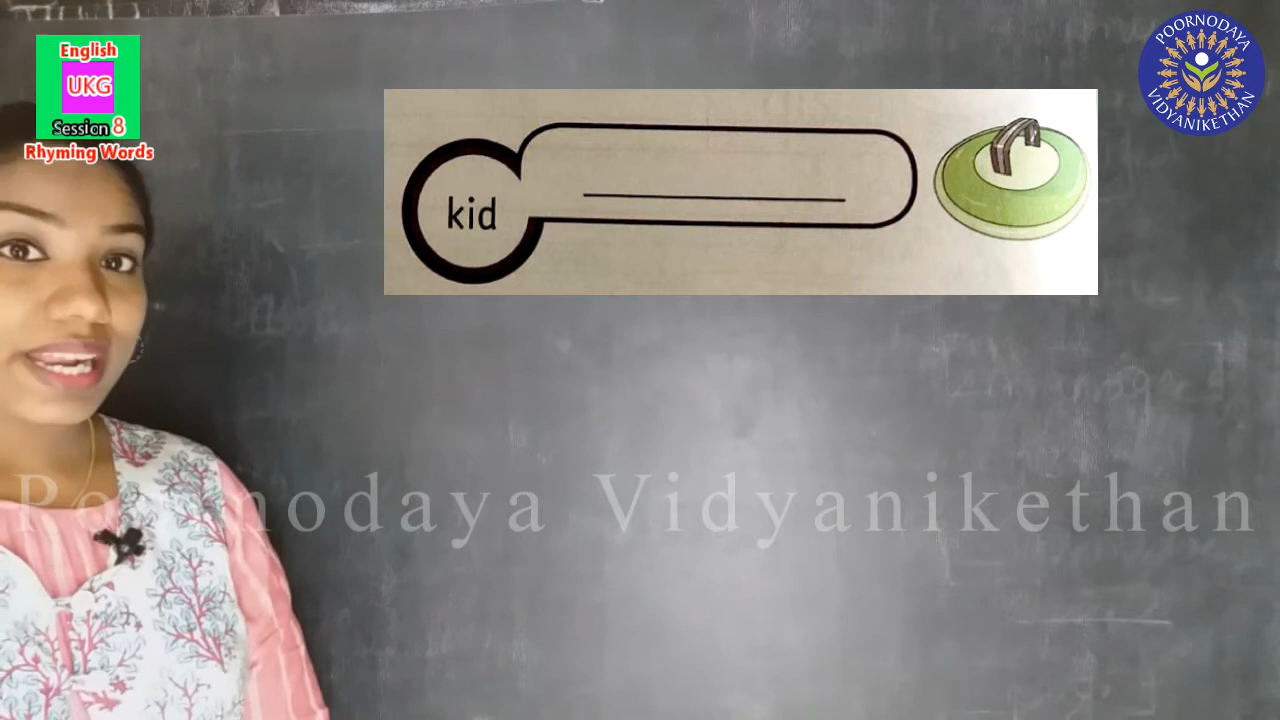 English
UKG
Session 8
Rhyming Words
POORNODAYA
VIDYANIKETHAN
kid
Poornodaya Vidyanikethan